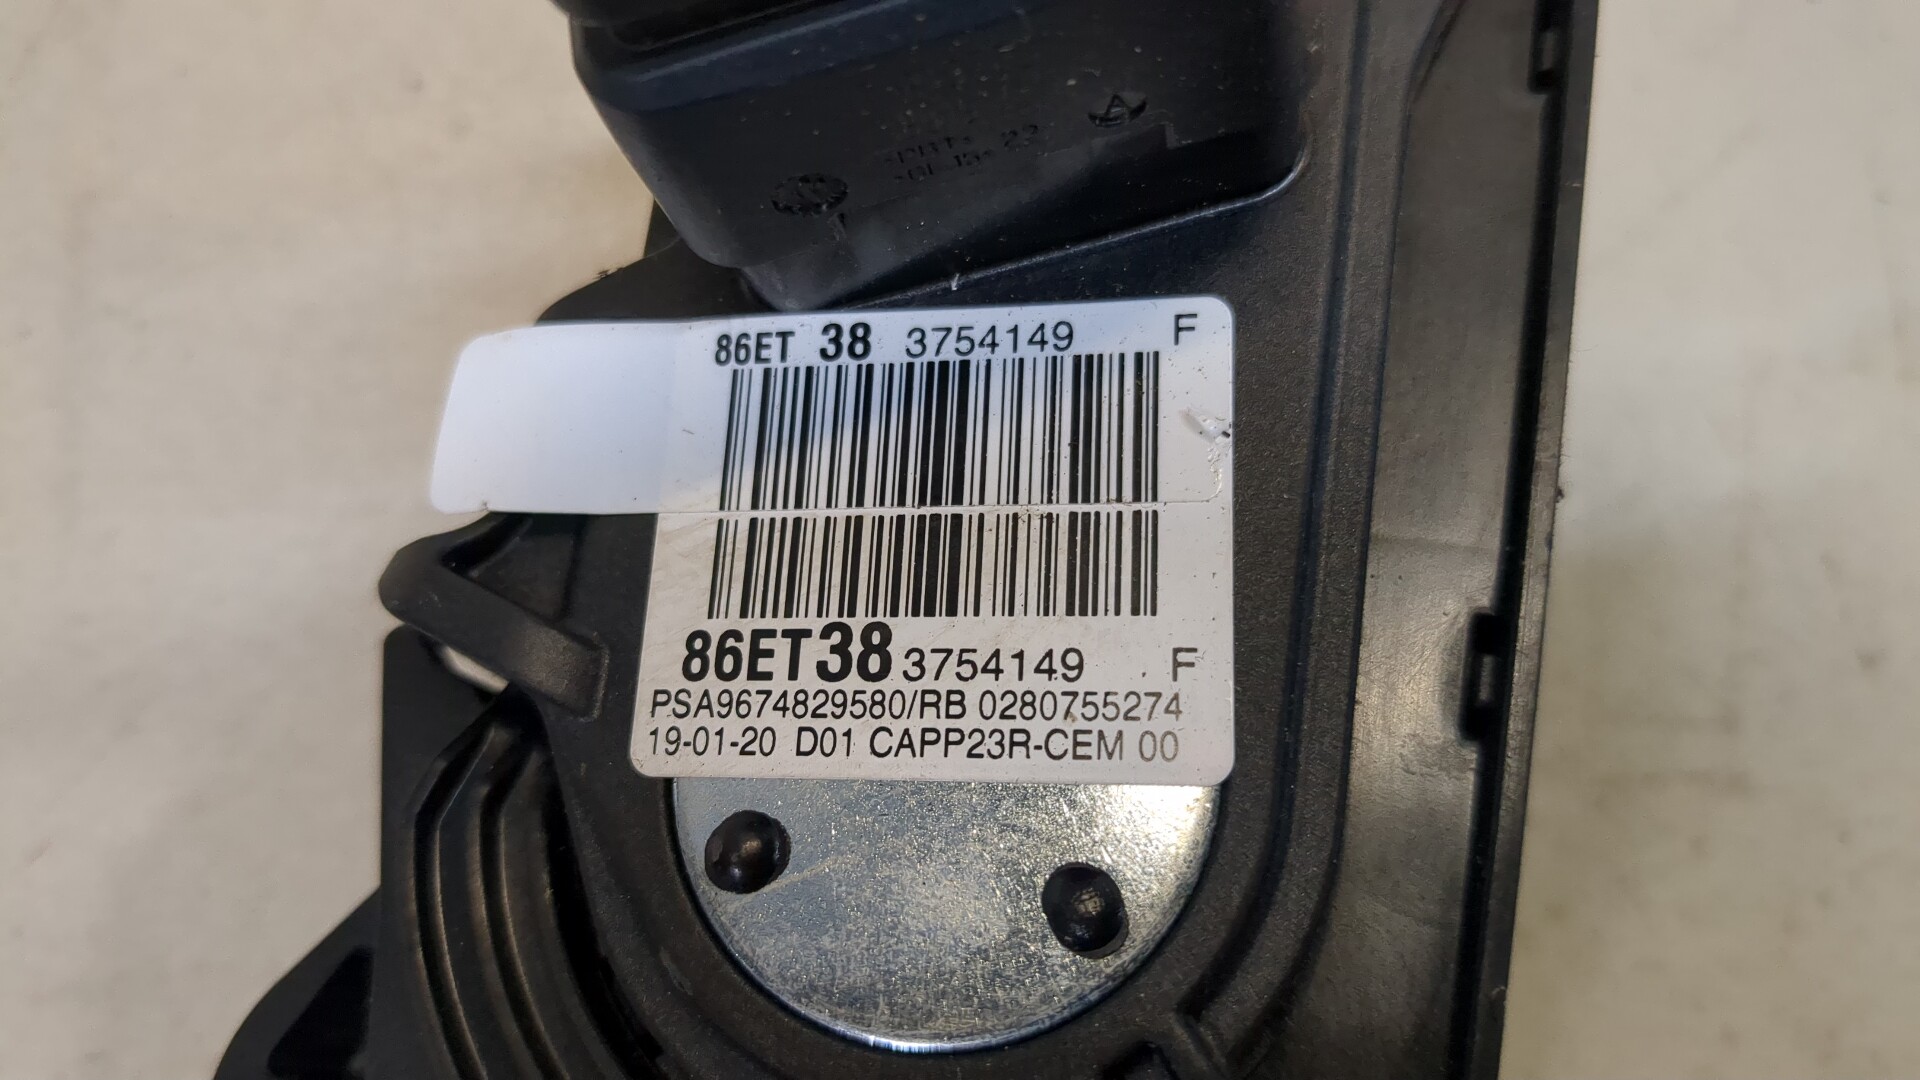 86ET 38 3754149 F
86ET38 3754149 F
PSA9674829580/RB 0280755274
19-01-20 D01 CAPP23R-CEM 00